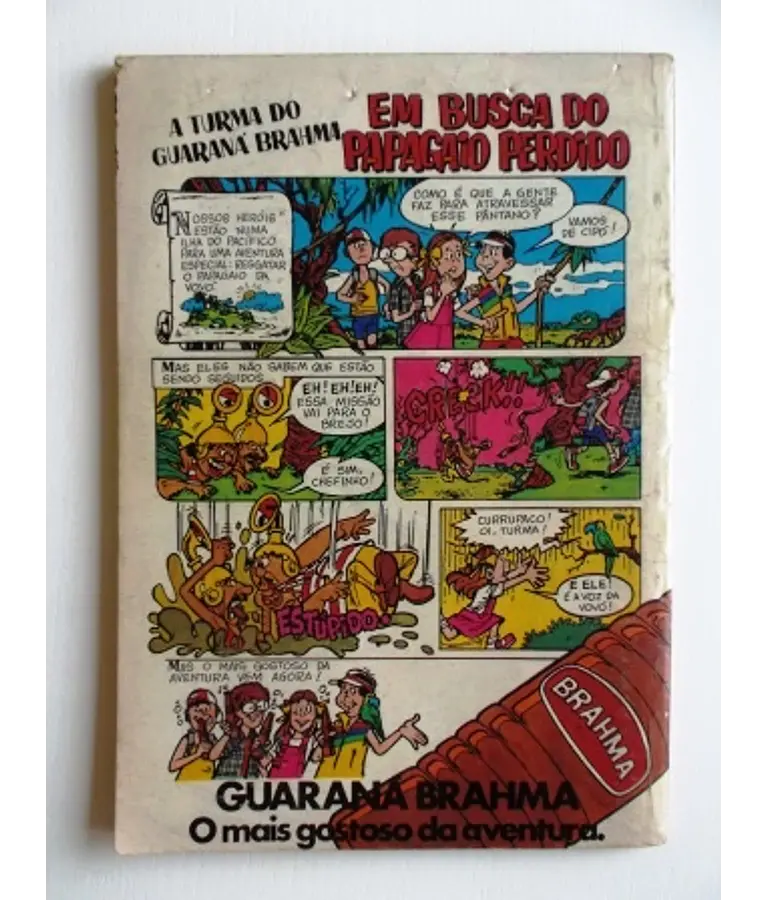 A TURMA DO
GUARANÁ BRAHMA
EM BUSCA DO
PAPAGAIO PERDIDO
"NOSSOS HERÓIS"
ESTÃO NUMA
ILHA DO PACÍFICO
PARA UMA AVENTURA
ESPECIAL: RESGATAR
O PAPAGAIO DA
VOVÓ.
COMO É QUE A GENTE
FAZ PARA ATRAVESSAR
ESSE PÂNTANO?
VAMOS
DE CIPÓ!
MAS ELES NÃO SABEM QUE ESTÃO
SENDO SEGUIDOS
EH! EH! EH!
ESSA MISSÃO
VAI PARA O
BREJO!
É SIM,
CHEFINHO!
CRECK!!
ESTUPIDO..
CURRUPACO!
OI, TURMA!
E ELE!
É A VOZ DA
VOVÓ!
MAS O MAIS GOSTOSO DA
AVENTURA VEM AGORA!
BRAHMA
GUARANÁ BRAHMA
O mais gostoso da aventura.